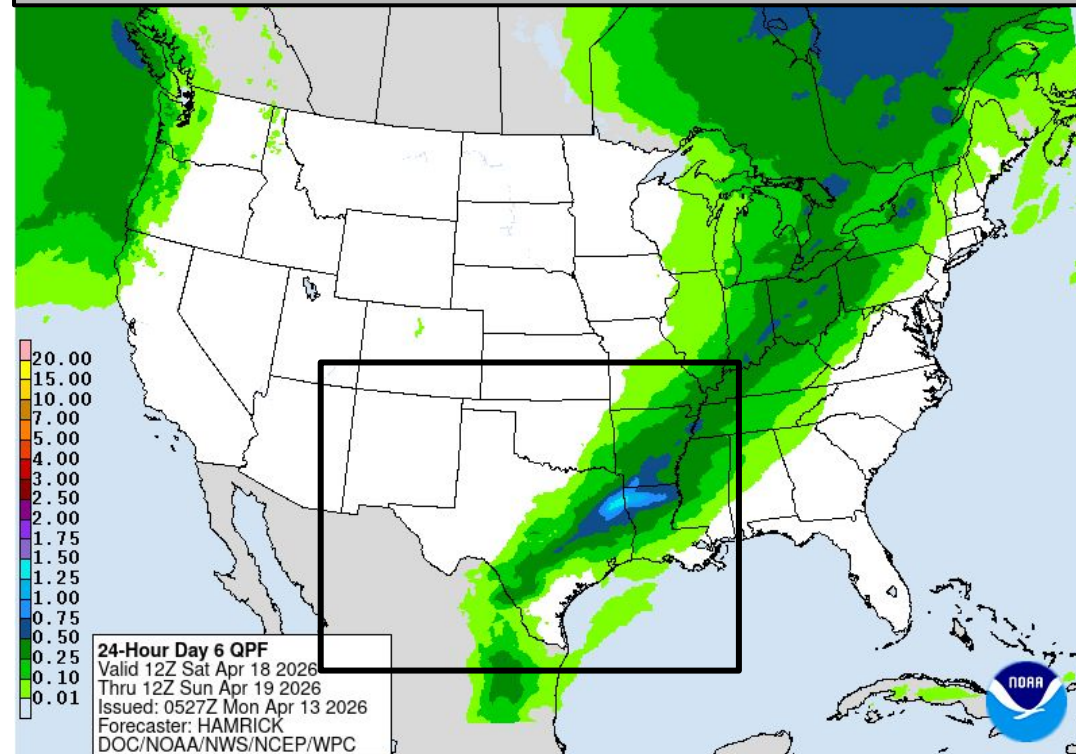 20.00
15.00
10.00
7.00
5.00
4.00
3.00
2.50
2.00
1.75
1.50
1.25
1.00
0.75
0.50
0.25
0.10
0.01
24-Hour Day 6 QPF
Valid 12Z Sat Apr 18 2026
Thru 12Z Sun Apr 19 2026
Issued: 0527Z Mon Apr 13 2026
Forecaster: HAMRICK
DOC/NOAA/NWS/NCEP/WPC
NOAA